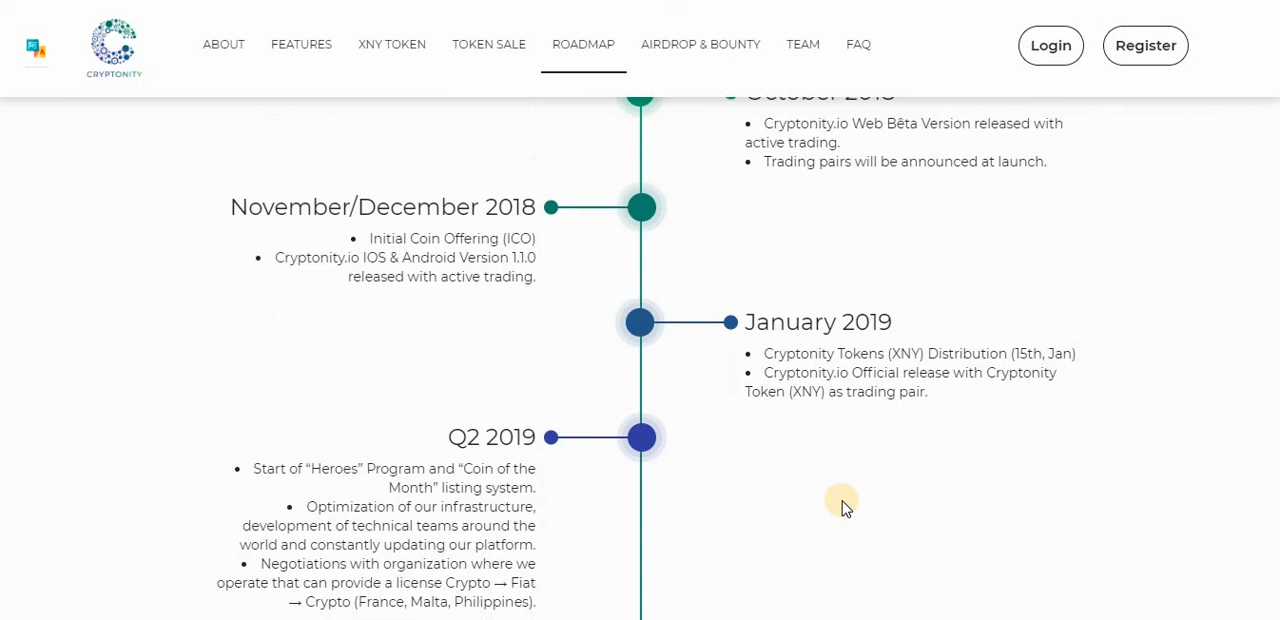 ABOUT FEATURES XNY TOKEN TOKEN SALE ROADMAP AIRDROP & BOUNTY TEAM FAQ Login Register
CRYPTONITY
October 2018
• Cryptonity.io Web Bêta Version released with
active trading.
• Trading pairs will be announced at launch.
November/December 2018
• Initial Coin Offering (ICO)
• Cryptonity.io IOS & Android Version 1.1.0
released with active trading.
January 2019
• Cryptonity Tokens (XNY) Distribution (15th, Jan)
• Cryptonity.io Official release with Cryptonity
Token (XNY) as trading pair.
Q2 2019
• Start of “Heroes” Program and “Coin of the
Month” listing system.
• Optimization of our infrastructure,
development of technical teams around the
world and constantly updating our platform.
• Negotiations with organization where we
operate that can provide a license Crypto → Fiat
→ Crypto (France, Malta, Philippines).